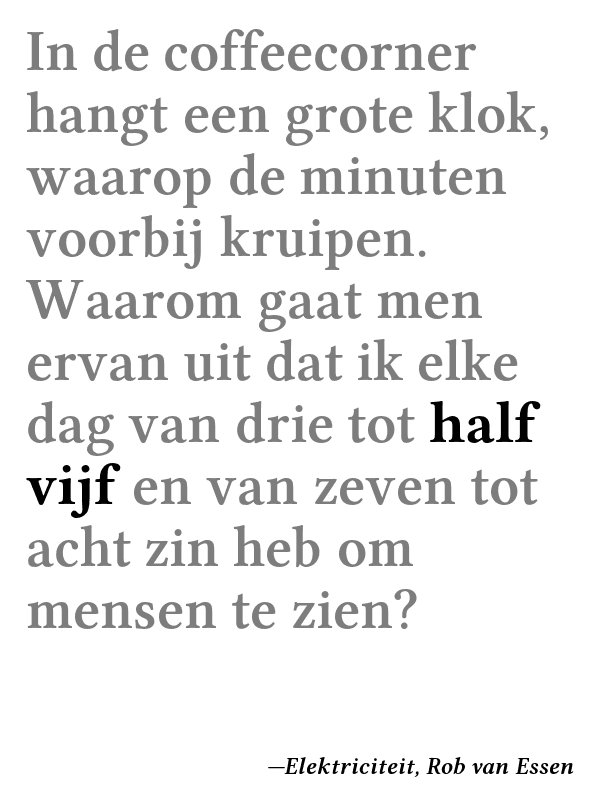 In de coffeecorner
hangt een grote klok,
waarop de minuten
voorbij kruipen.
Waarom gaat men
ervan uit dat ik elke
dag van drie tot half
vijf en van zeven tot
acht zin heb om
mensen te zien?
—Elektriciteit, Rob van Essen